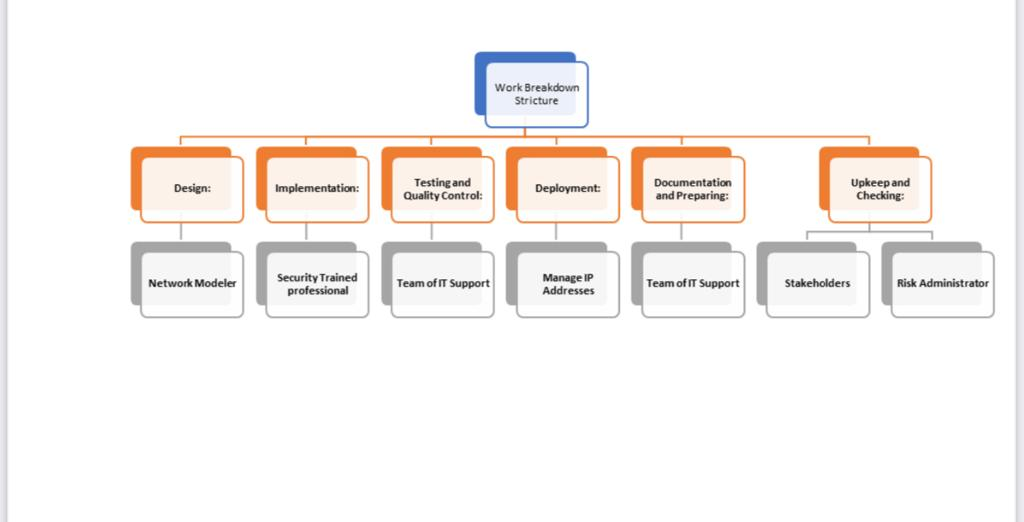 Work Breakdown
Stricture
Design:
Implementation:
Testing and
Quality Control:
Deployment:
Documentation
and Preparing:
Upkeep and
Checking:
Network Modeler
Security Trained
professional
Team of IT Support
Manage IP
Addresses
Team of IT Support
Stakeholders
Risk Administrator